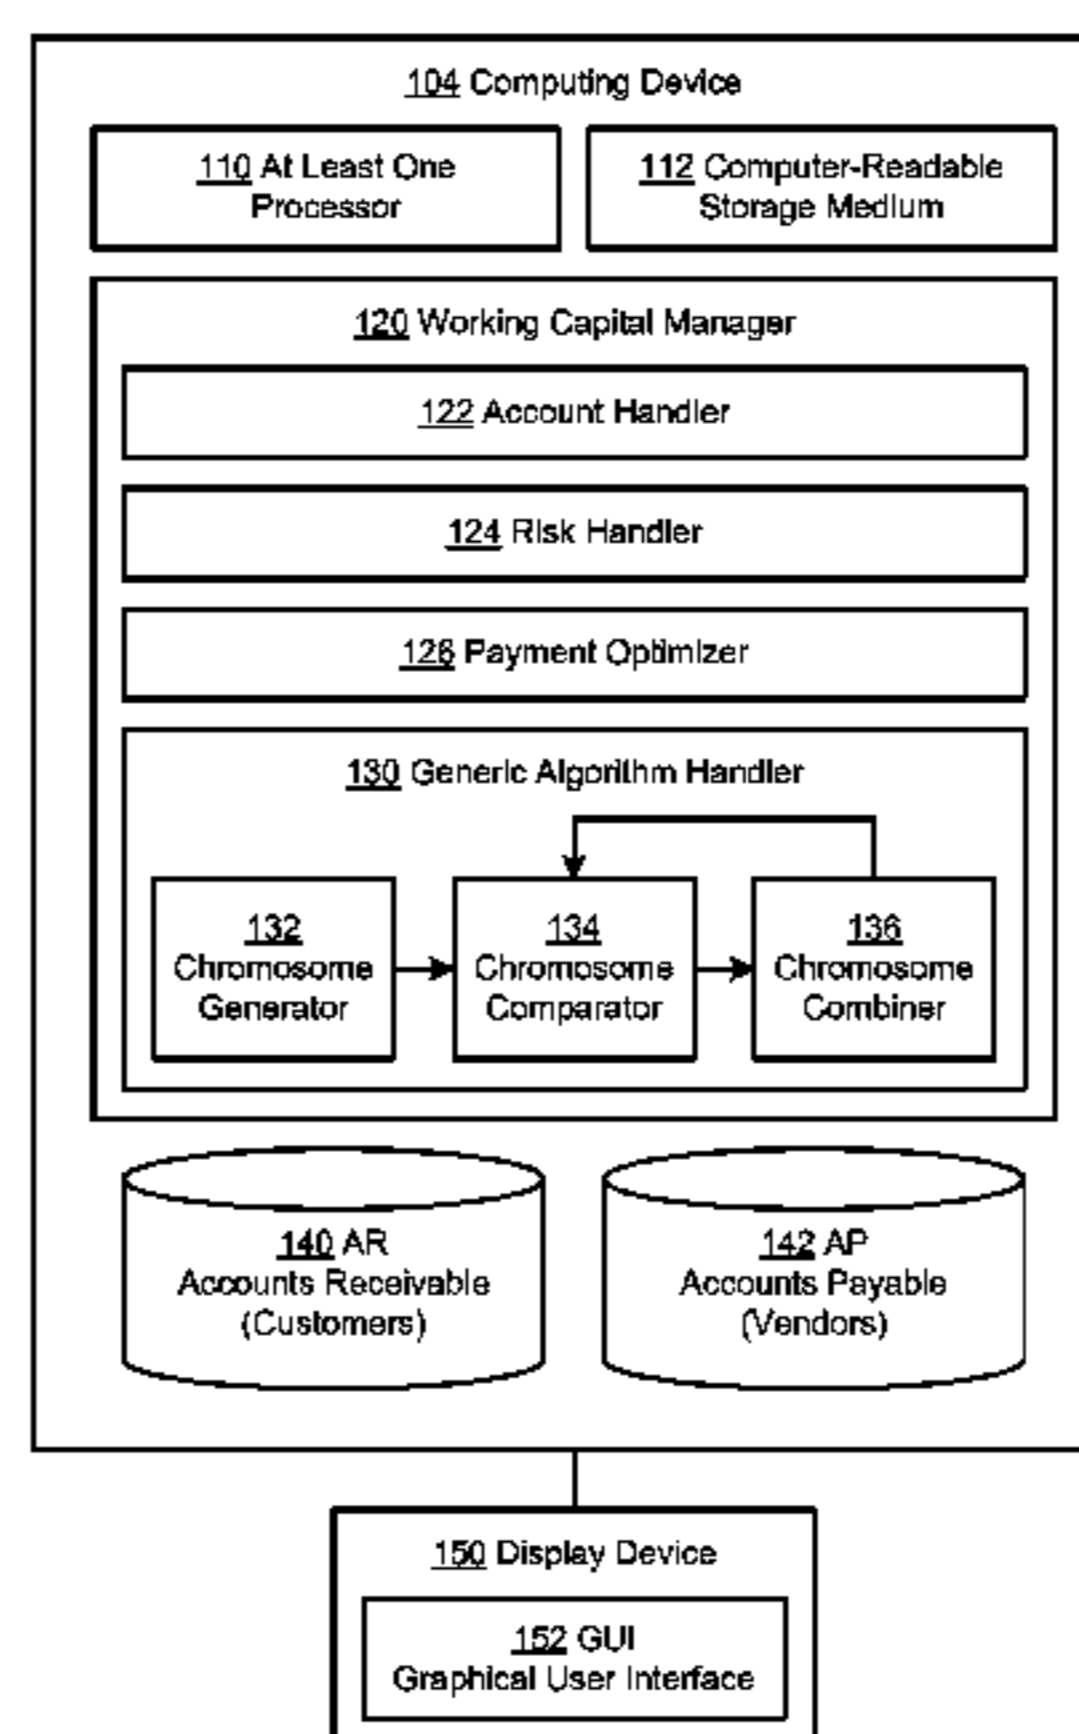 104 Computing Device
110 At Least One
Processor
112 Computer-Readable
Storage Medium
120 Working Capital Manager
122 Account Handler
124 Risk Handler
126 Payment Optimizer
130 Generic Algorithm Handler
132
Chromosome
Generator
134
Chromosome
Comparator
136
Chromosome
Combiner
140 AR
Accounts Receivable
(Customers)
142 AP
Accounts Payable
(Vendors)
150 Display Device
152 GUI
Graphical User Interface